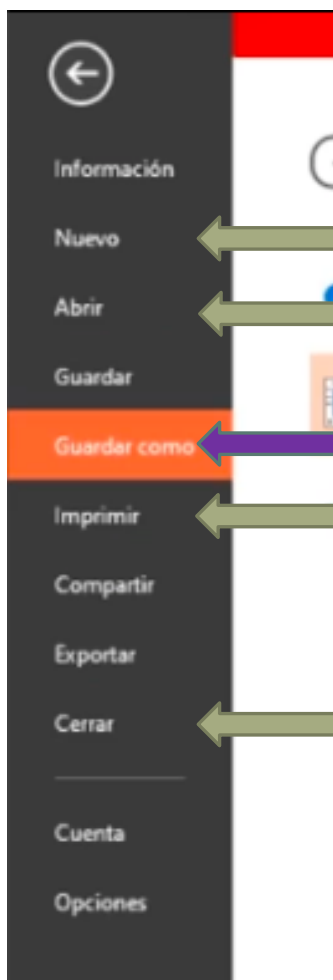 Información
Nuevo
Abrir
Guardar
Guardar como
Imprimir
Compartir
Exportar
Cerrar
Cuenta
Opciones